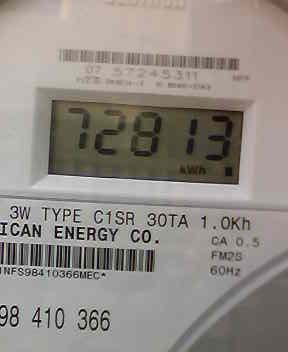 07 57245311
72813
kWh
3W TYPE C1SR 30TA 1.0Kh
ICAN ENERGY CO.
CA 0.5
FM2S
60Hz
NFS98410366MEC*
98 410 366